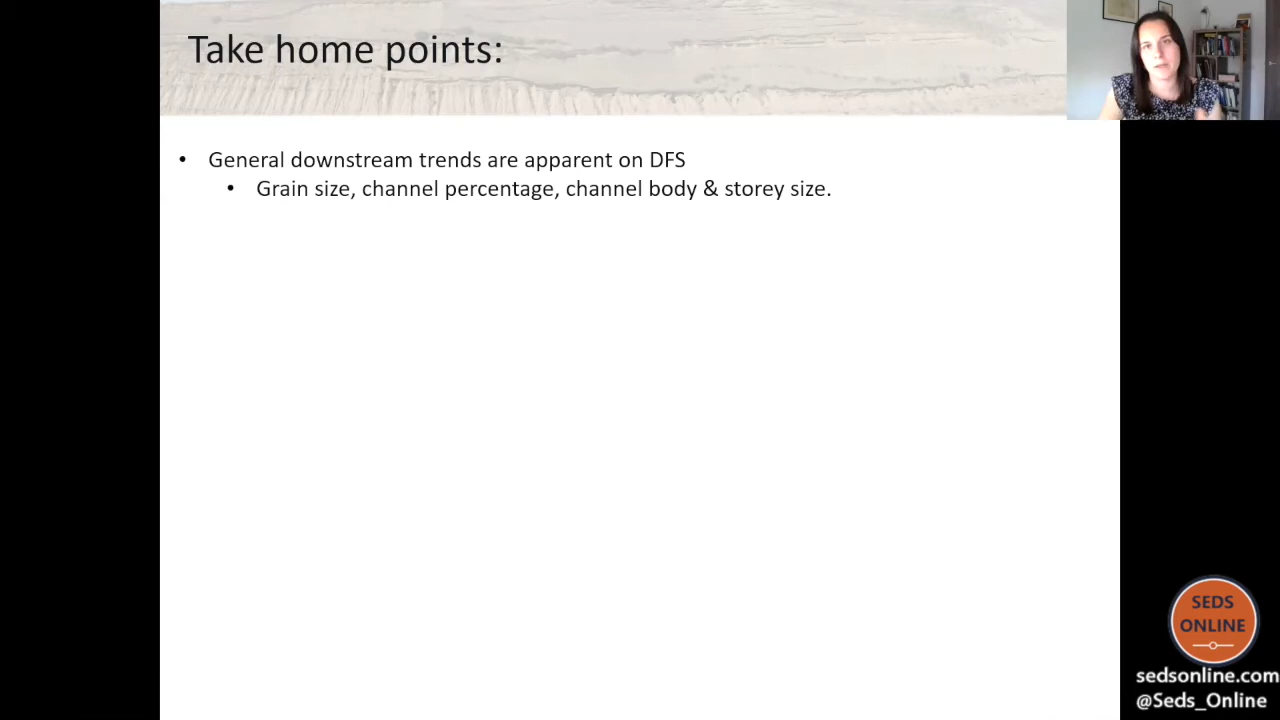 Take home points:
• General downstream trends are apparent on DFS
• Grain size, channel percentage, channel body & storey size.
SEDS
ONLINE
sedsonline.com
@Seds_Online